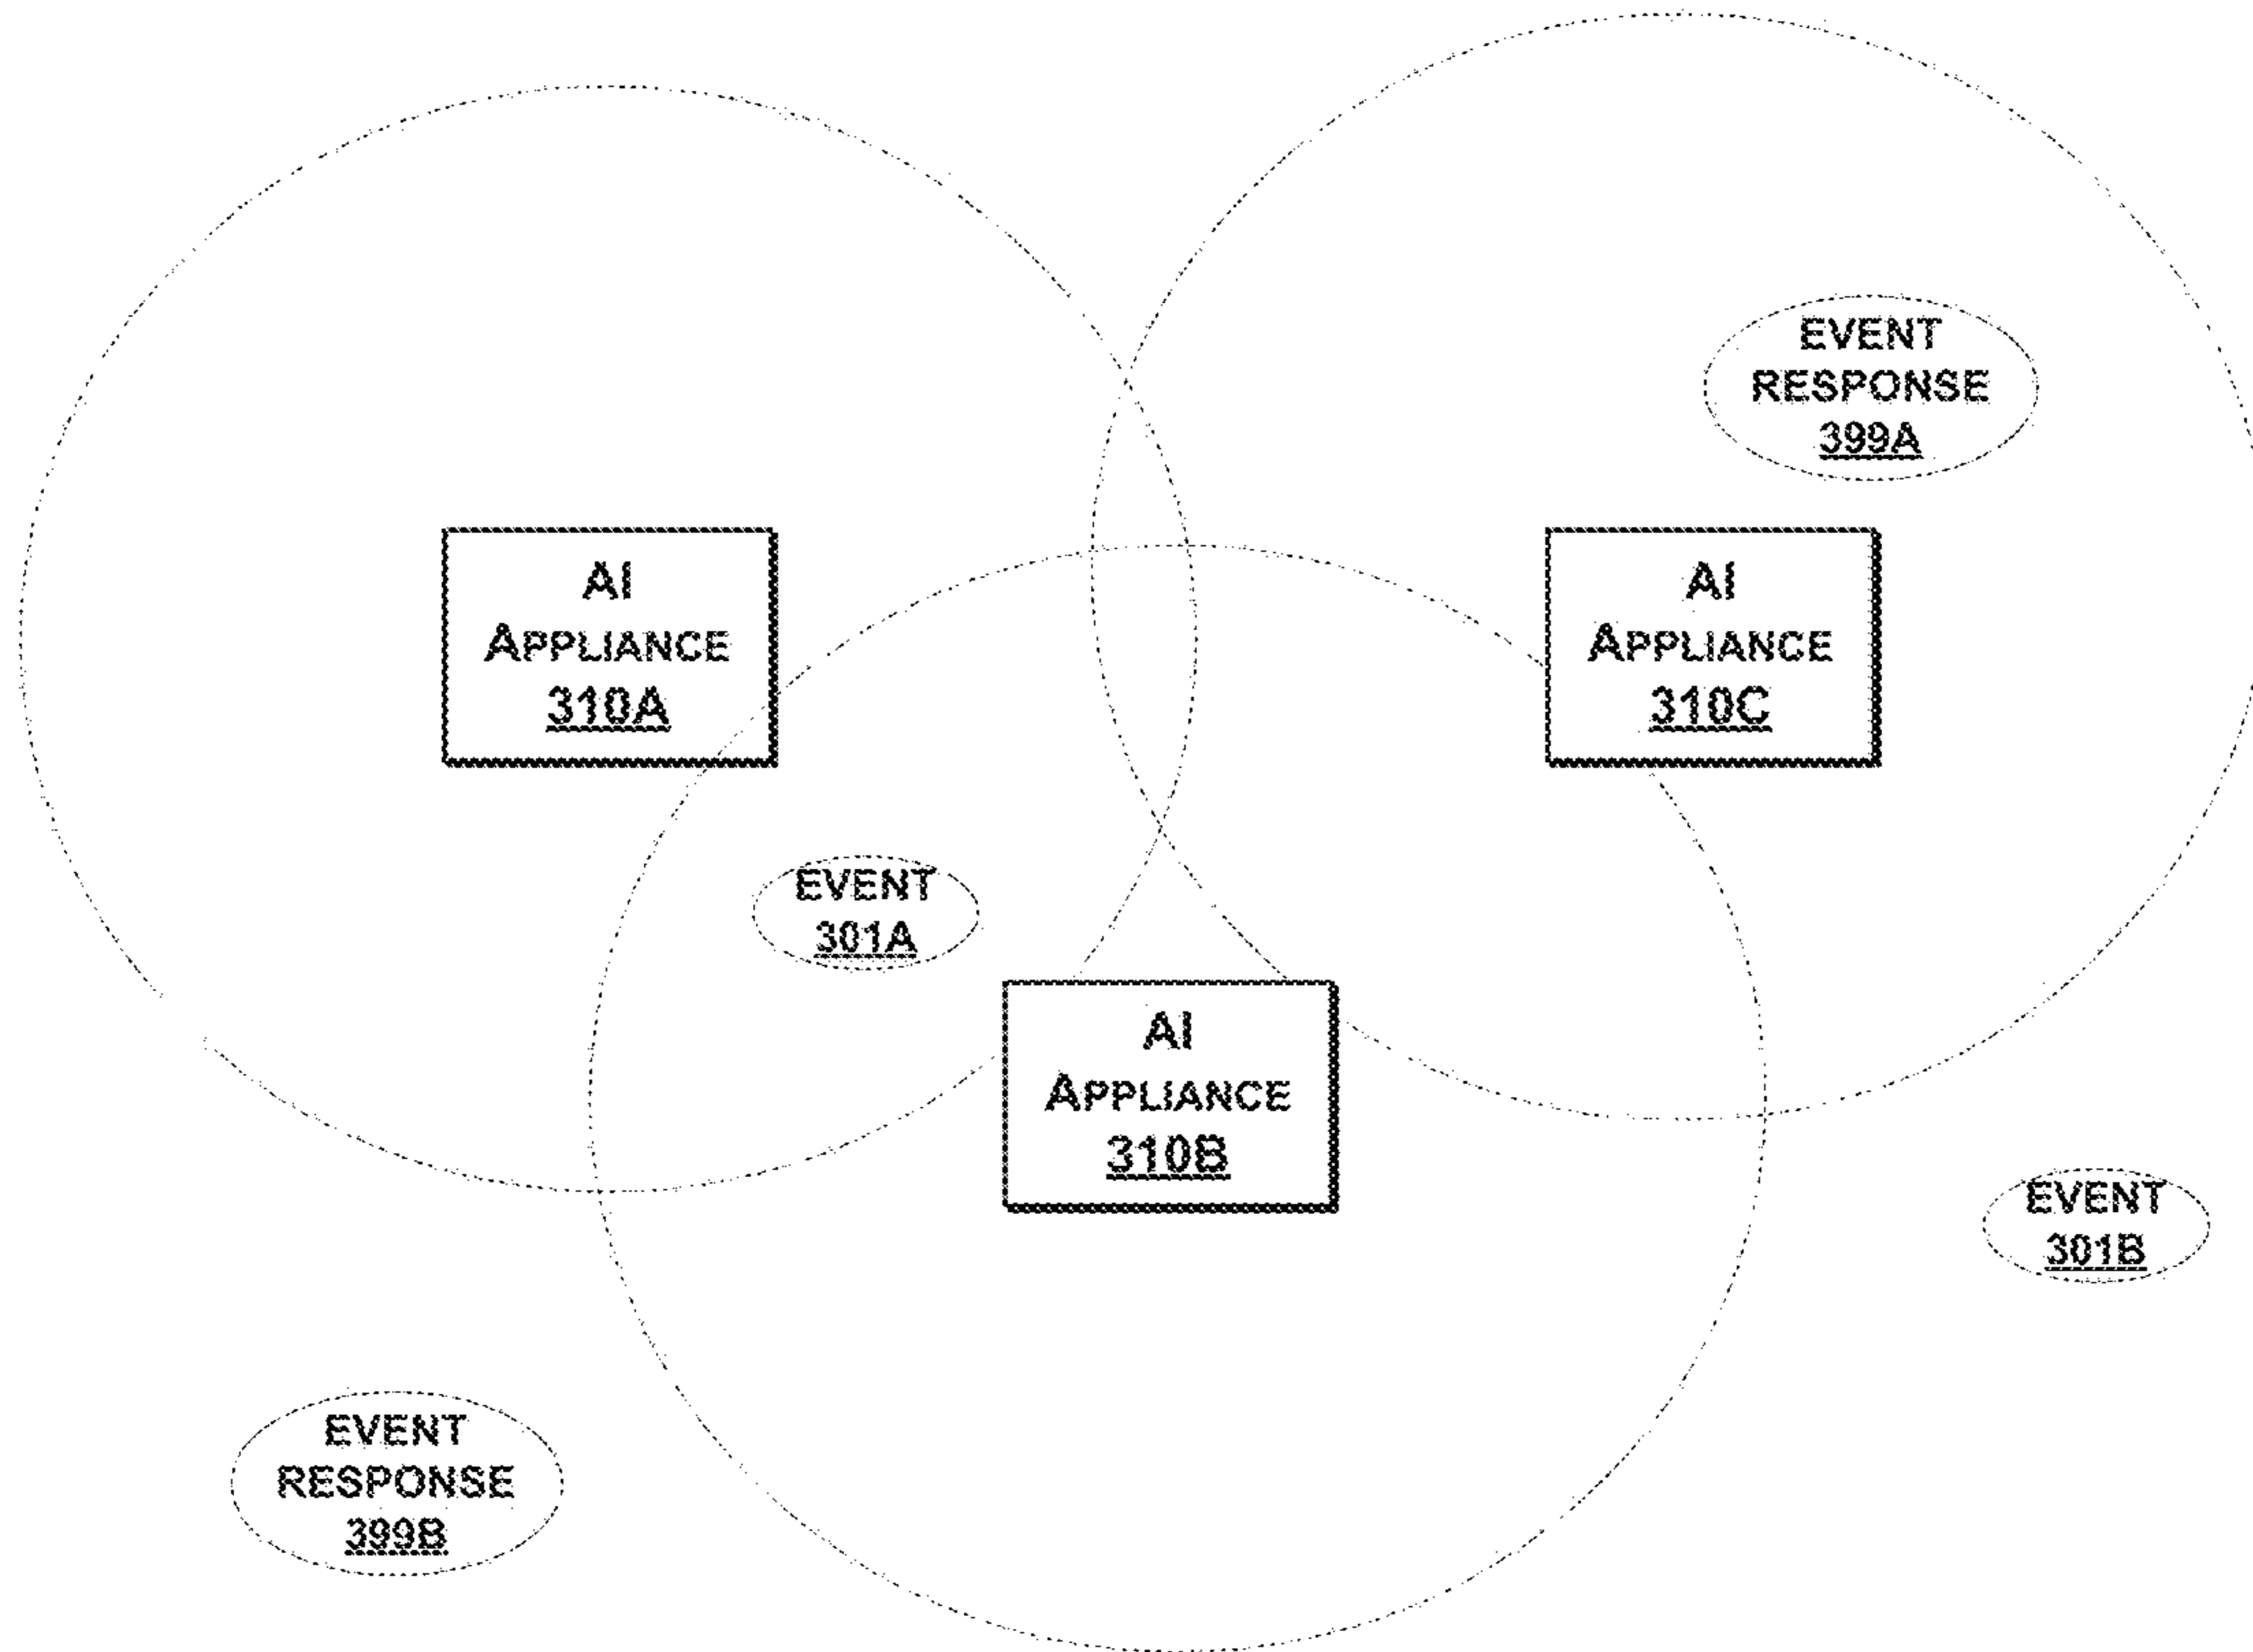 EVENT
RESPONSE
399A
AI
APPLIANCE
310A
AI
APPLIANCE
310C
EVENT
301A
AI
APPLIANCE
310B
EVENT
301B
EVENT
RESPONSE
399B